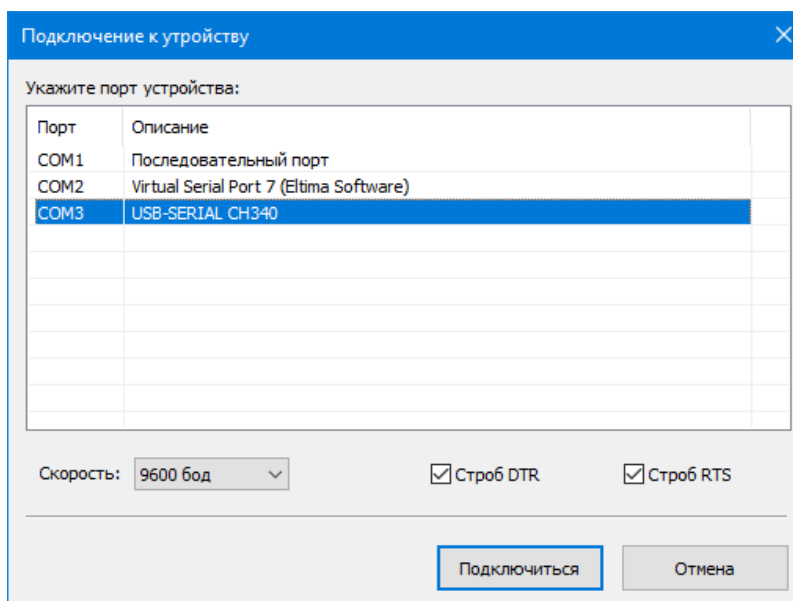 Подключение к утройству
Укажите порт устройства:
Порт Описание
COM1 Последовательный порт
COM2 Virtual Serial Port 7 (Eltima Software)
COM3 USB-SERIAL CH340
Скорость: 9600 бод Строб DTR Строб RTS
Подключиться Отмена